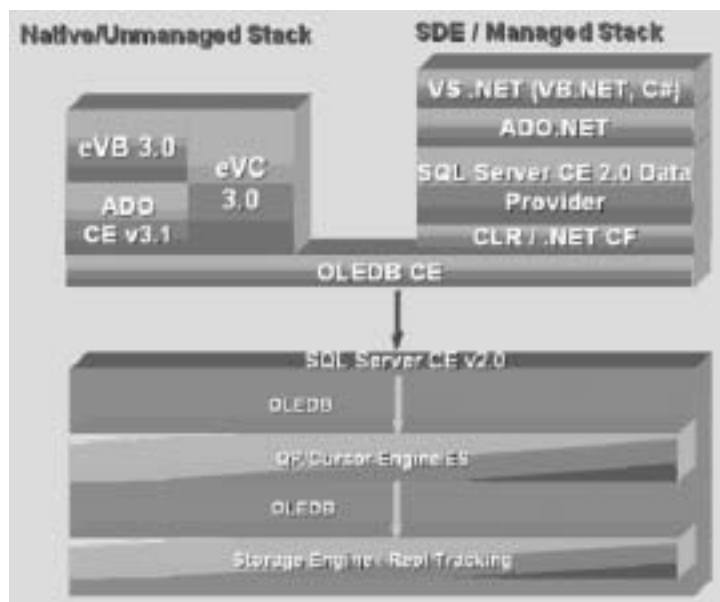 Native/Unmanaged Stack
SDE / Managed Stack
VS .NET (VB.NET, C#)
ADO.NET
SQL Server CE 2.0 Data
Provider
CLR / .NET CF
eVB 3.0
eVC
3.0
ADO
CE v3.1
OLEDB CE
SQL Server CE v2.0
OLEDB
QP/Cursor Engine/ES
OLEDB
Storage Engine / Repl Tracking